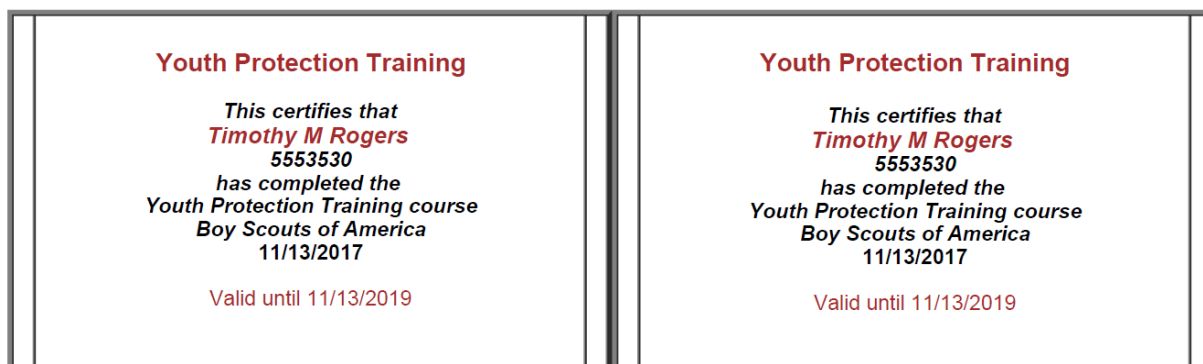 Youth Protection Training
This certifies that
Timothy M Rogers
5553530
has completed the
Youth Protection Training course
Boy Scouts of America
11/13/2017
Valid until 11/13/2019
Youth Protection Training
This certifies that
Timothy M Rogers
5553530
has completed the
Youth Protection Training course
Boy Scouts of America
11/13/2017
Valid until 11/13/2019